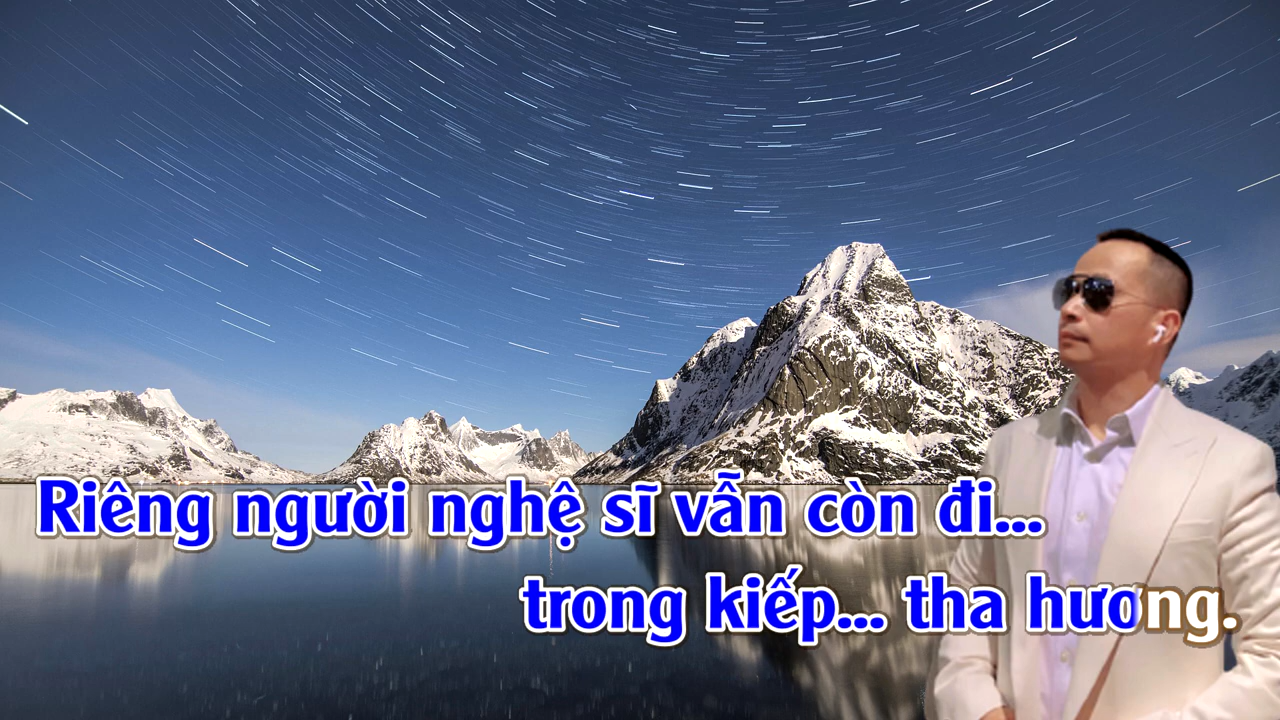 Riêng người nghệ sĩ vẫn còn đi...
trong kiếp... tha hương.